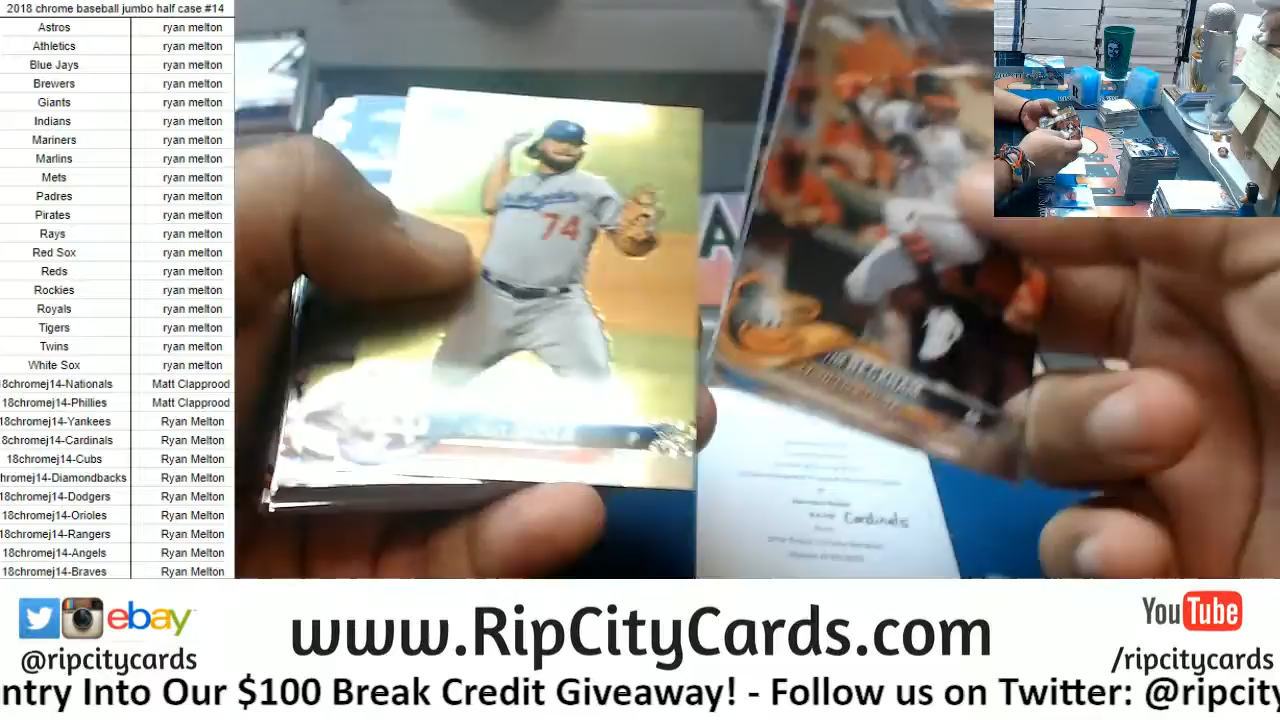 2018 chrome baseball jumbo half case #14
Astros ryan melton
Athletics ryan melton
Blue Jays ryan melton
Brewers ryan melton
Giants ryan melton
Indians ryan melton
Mariners ryan melton
Marlins ryan melton
Mets ryan melton
Padres ryan melton
Pirates ryan melton
Rays ryan melton
Red Sox ryan melton
Reds ryan melton
Rockies ryan melton
Royals ryan melton
Tigers ryan melton
Twins ryan melton
White Sox ryan melton
18chromej14-Nationals Matt Clapprood
18chromej14-Phillies Matt Clapprood
18chromej14-Yankees Ryan Melton
8chromej14-Cardinals Ryan Melton
18chromej14-Cubs Ryan Melton
hromej14-Diamondbacks Ryan Melton
18chromej14-Dodgers Ryan Melton
18chromej14-Orioles Ryan Melton
18chromej14-Rangers Ryan Melton
18chromej14-Angels Ryan Melton
18chromej14-Braves Ryan Melton
74
Cardinals
ebay
@ripcitycards
www.RipCityCards.com
YouTube
/ripcitycards
ntry Into Our $100 Break Credit Giveaway! - Follow us on Twitter: @ripcity